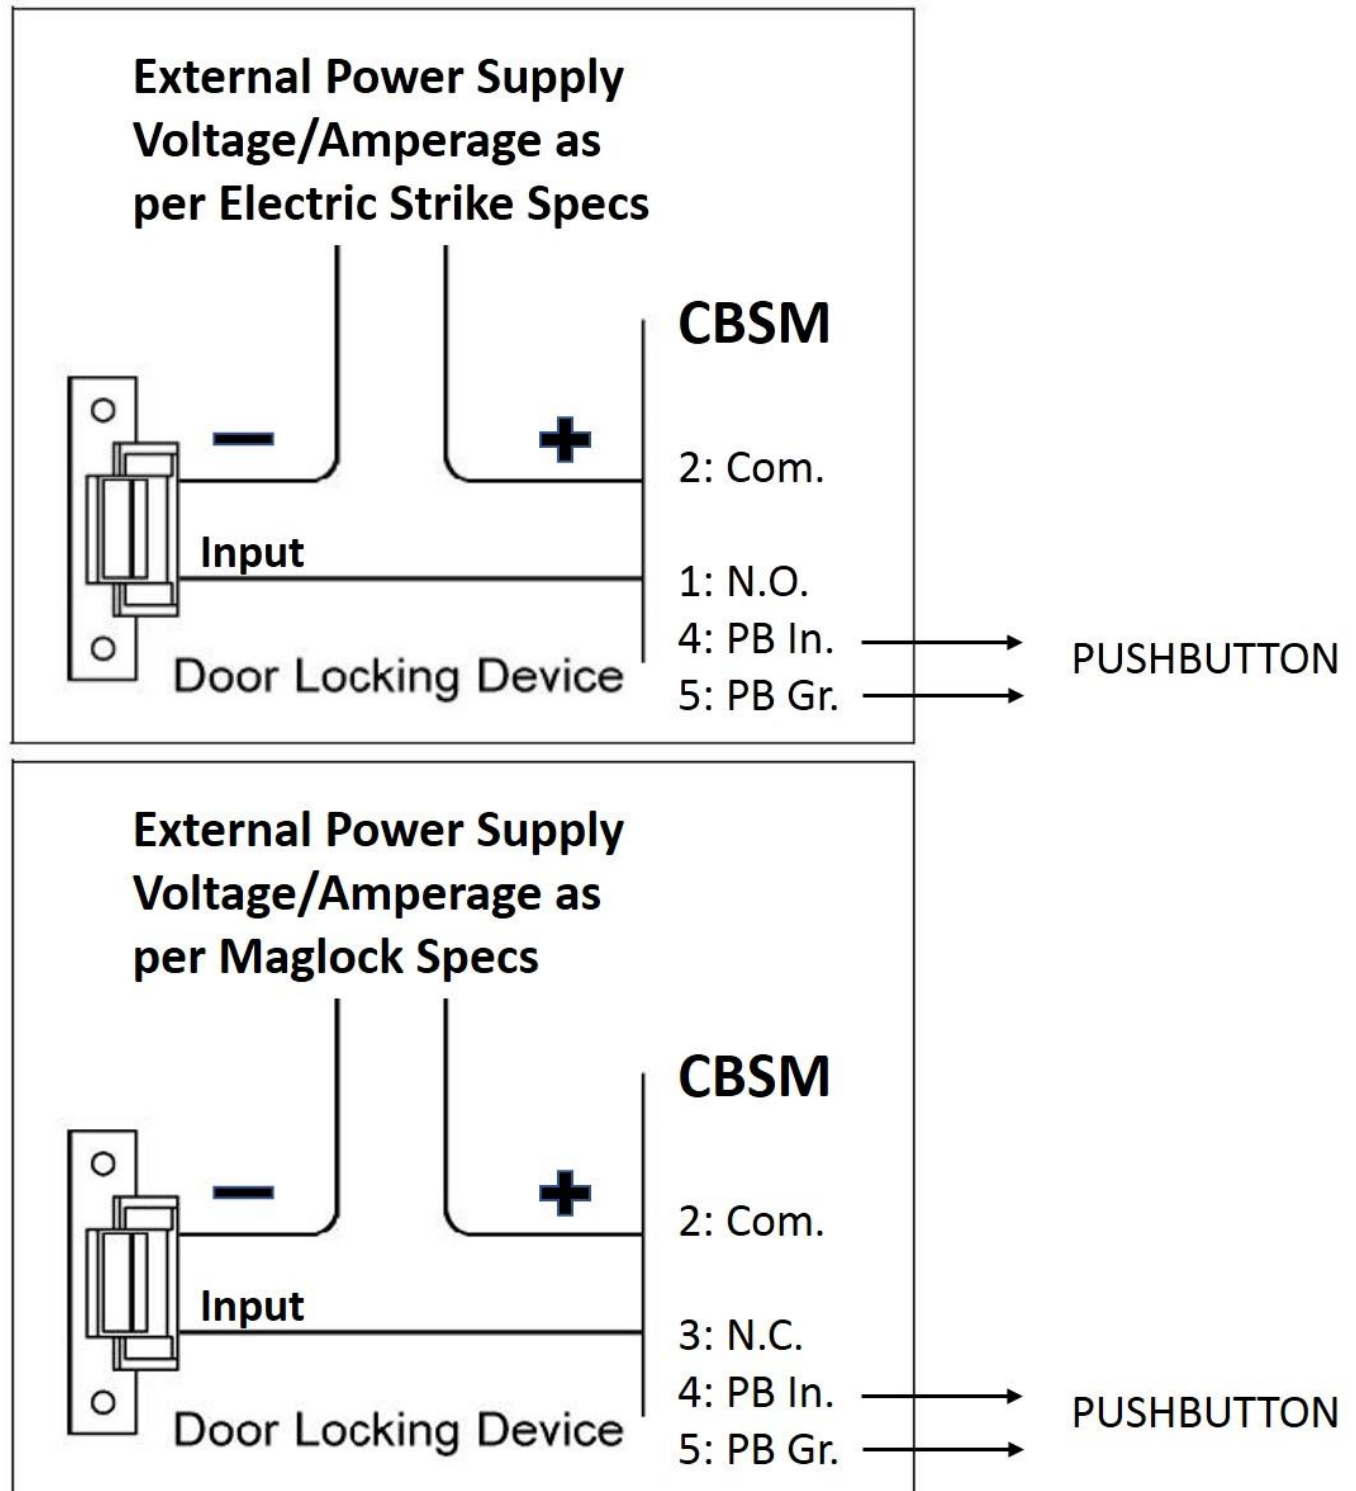 External Power Supply
Voltage/Amperage as
per Electric Strike Specs
CBSM
2: Com.
Input
1: N.O.
4: PB In.
PUSHBUTTON
Door Locking Device
5: PB Gr.
External Power Supply
Voltage/Amperage as
per Maglock Specs
CBSM
2: Com.
Input
3: N.C.
4: PB In.
PUSHBUTTON
Door Locking Device
5: PB Gr.